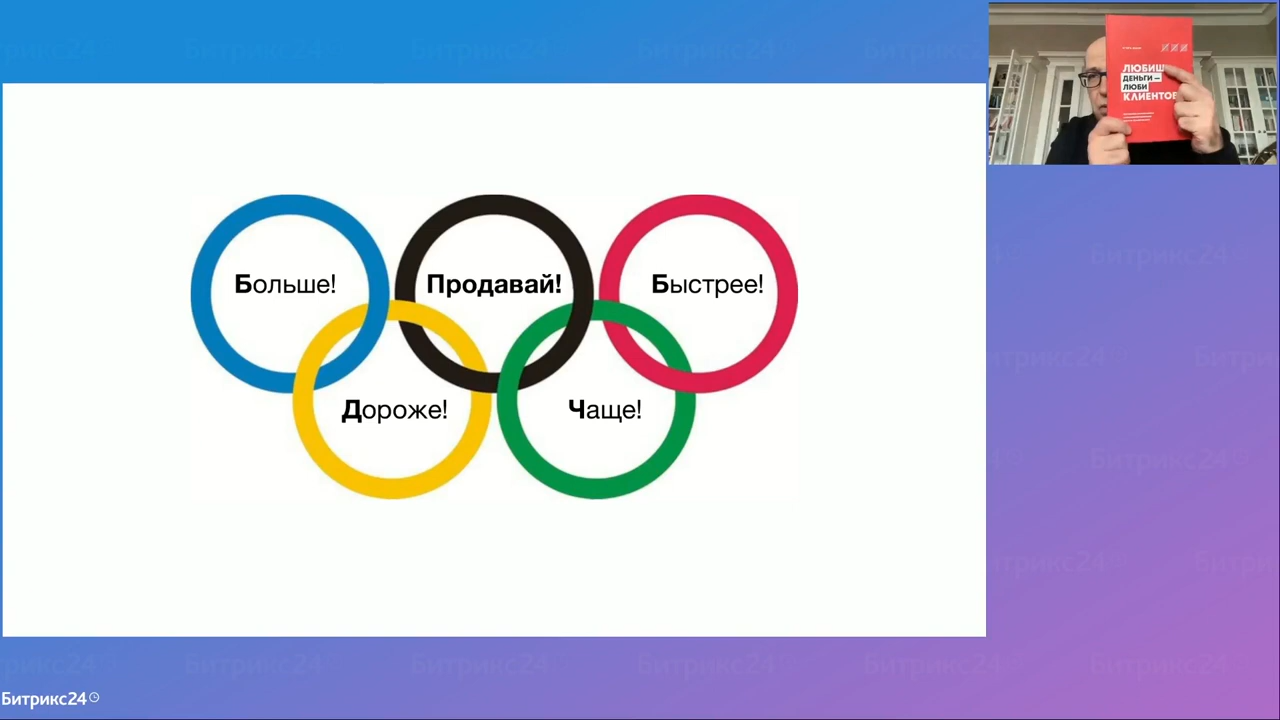 Больше!
Продавай!
Быстрее!
Дороже!
Чаще!
ЛЮБИШЬ
ДЕНЬГИ —
ЛЮБИ
КЛИЕНТОВ
Битрикс24